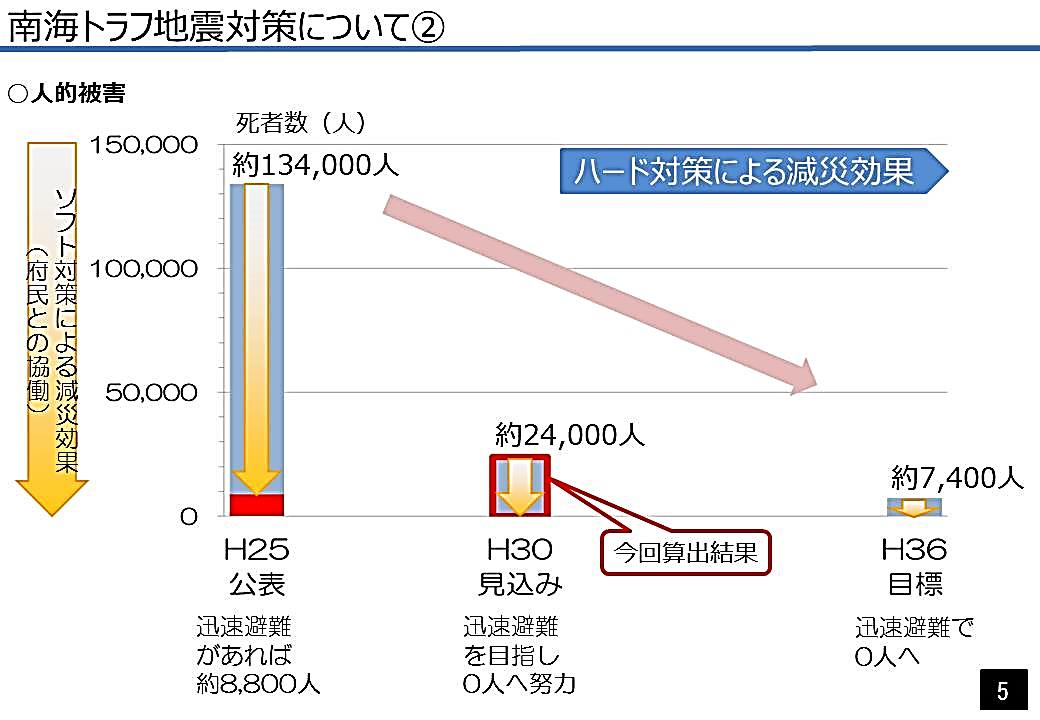 南海トラフ地震対策について②
○人的被害
死者数（人）
150,000
100,000
50,000
0
ソフト対策による減災効果
（府民との協働）
約134,000人
ハード対策による減災効果
約24,000人
約7,400人
今回算出結果
H25
公表
迅速避難
があれば
約8,800人
H30
見込み
迅速避難
を目指し
0人へ努力
H36
目標
迅速避難で
0人へ
5